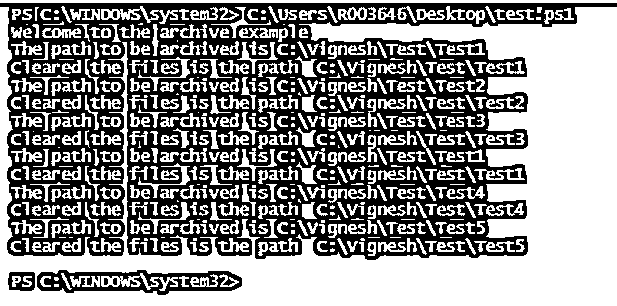 PS C:\WINDOWS\system32> C:\Users\R003646\Desktop\test.ps1
Welcome to the archive example
The path to be archived is C:\Vignesh\Test\Test1
Cleared the files is the path  C:\Vignesh\Test\Test1
The path to be archived is C:\Vignesh\Test\Test2
Cleared the files is the path  C:\Vignesh\Test\Test2
The path to be archived is C:\Vignesh\Test\Test3
Cleared the files is the path  C:\Vignesh\Test\Test3
The path to be archived is C:\Vignesh\Test\Test1
Cleared the files is the path  C:\Vignesh\Test\Test1
The path to be archived is C:\Vignesh\Test\Test4
Cleared the files is the path  C:\Vignesh\Test\Test4
The path to be archived is C:\Vignesh\Test\Test5
Cleared the files is the path  C:\Vignesh\Test\Test5
PS C:\WINDOWS\system32>